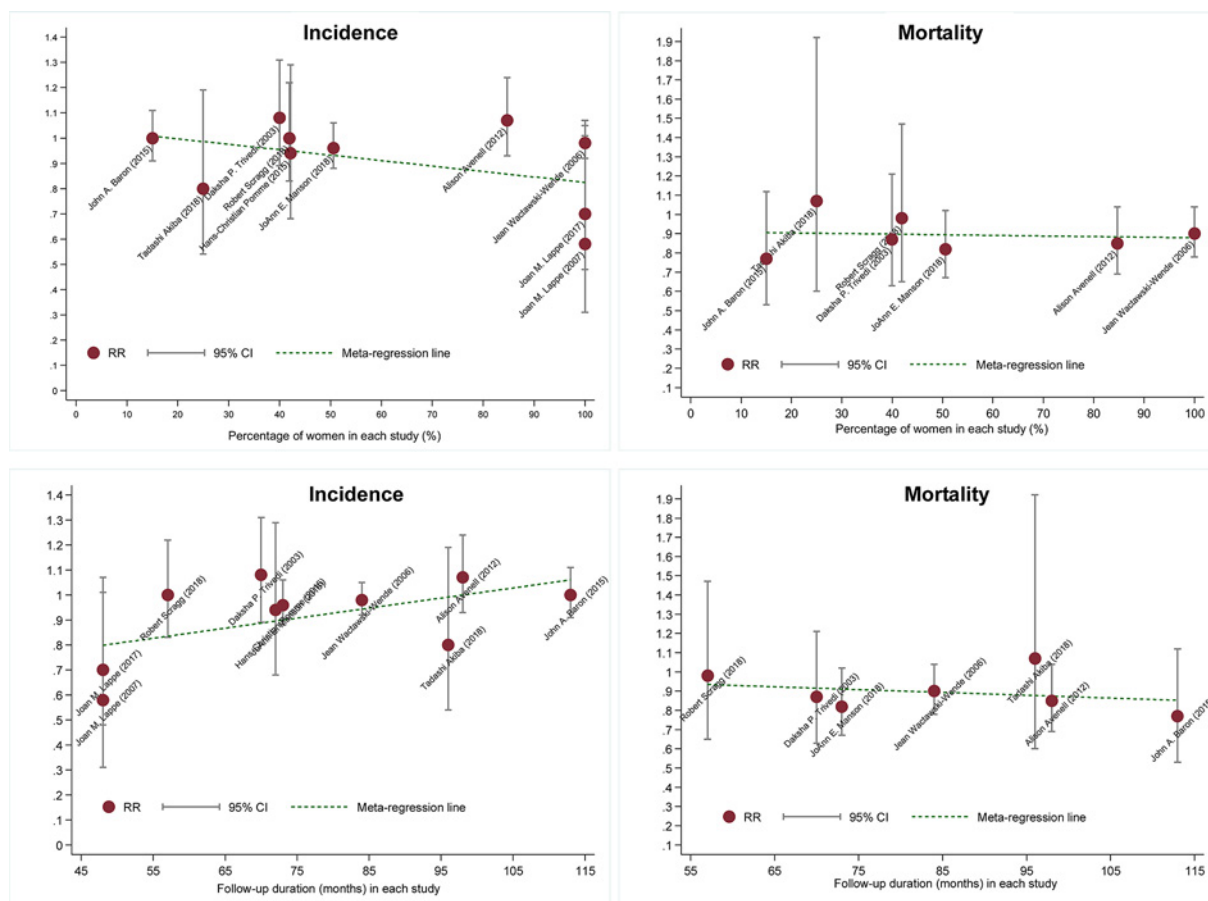 Incidence
1.4
1.3
1.2
1.1
1
.9
.8
.7
.6
.5
.4
.3
.2
.1
0
John A. Baron (2015)
Tadashi Akiba (2018)
Daksha P. Trivedi (2003)
Robert Scragg (2018)
Hans-Christian Pomme (2015)
JoAnn E. Manson (2018)
Alison Avenell (2012)
Jean Wactawski-Wende (2006)
Joan M. Lappe (2017)
Joan M. Lappe (2007)
RR 95% CI Meta-regression line
0 10 20 30 40 50 60 70 80 90 100
Percentage of women in each study (%)
Mortality
1.9
1.8
1.7
1.6
1.5
1.4
1.3
1.2
1.1
1
.9
.8
.7
.6
.5
.4
.3
.2
.1
John A. Baron (2015)
Tadashi Akiba (2018)
Daksha P. Trivedi (2003)
Robert Scragg (2018)
JoAnn E. Manson (2018)
Alison Avenell (2012)
Jean Wactawski-Wende (2006)
RR 95% CI Meta-regression line
0 10 20 30 40 50 60 70 80 90 100
Percentage of women in each study (%)
Incidence
1.4
1.3
1.2
1.1
1
.9
.8
.7
.6
.5
.4
.3
.2
.1
0
Joan M. Lappe (2017)
Joan M. Lappe (2007)
Robert Scragg (2018)
Daksha P. Trivedi (2003)
Jean Wactawski-Wende (2006)
Tadashi Akiba (2018)
Alison Avenell (2012)
John A. Baron (2015)
RR 95% CI Meta-regression line
45 55 65 75 85 95 105 115
Follow-up duration (months) in each study
Mortality
1.9
1.8
1.7
1.6
1.5
1.4
1.3
1.2
1.1
1
.9
.8
.7
.6
.5
.4
.3
.2
.1
Robert Scragg (2018)
Daksha P. Trivedi (2003)
JoAnn E. Manson (2018)
Jean Wactawski-Wende (2006)
Tadashi Akiba (2018)
Alison Avenell (2012)
John A. Baron
RR 95% CI Meta-regression line
55 65 75 85 95 105 115
Follow-up duration (months) in each study